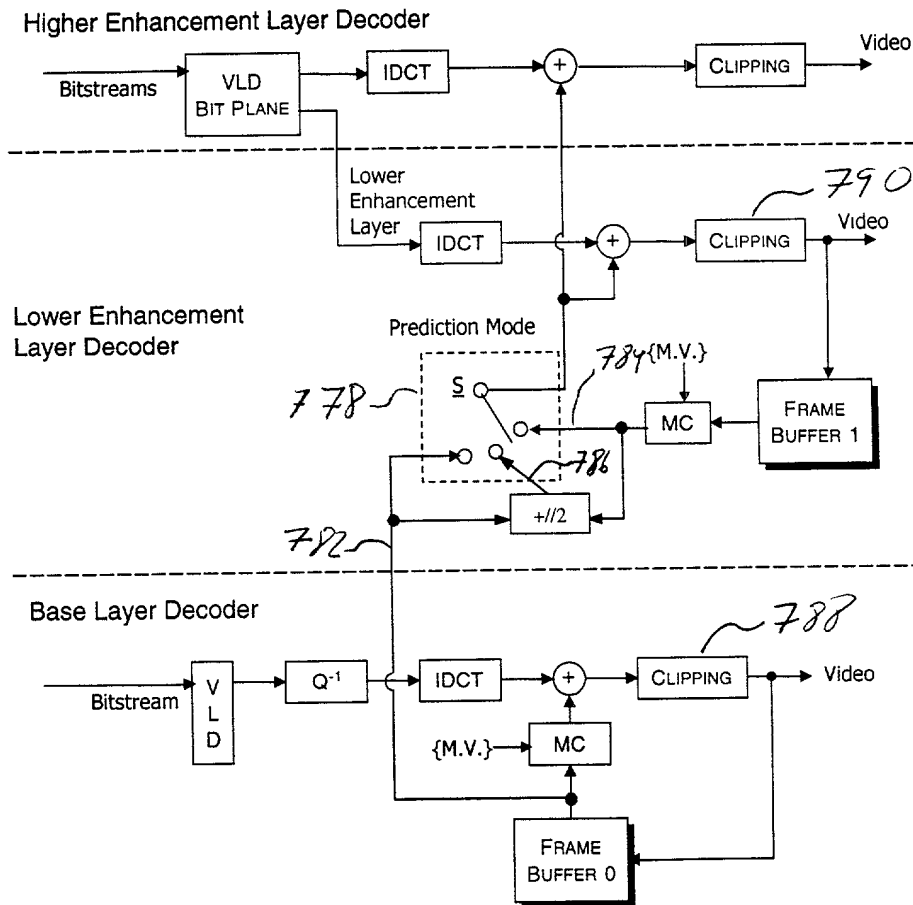 Higher Enhancement Layer Decoder
Bitstreams
VLD
BIT PLANE
IDCT
+
CLIPPING
Video
Lower
Enhancement
Layer
IDCT
+
CLIPPING
790
Video
Lower Enhancement
Layer Decoder
Prediction Mode
S
778
784
{M.V.}
MC
FRAME
BUFFER 1
786
+//2
782
Base Layer Decoder
788
Bitstream
V
L
D
Q-1
IDCT
+
CLIPPING
Video
{M.V.}
MC
FRAME
BUFFER 0